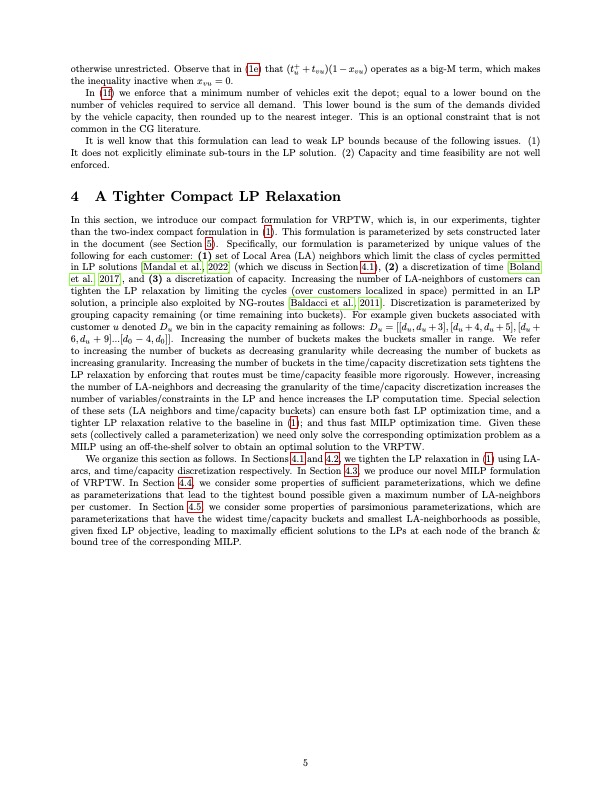 otherwise unrestricted. Observe that in (1e) that (t_u^+ + t_{vu})(1 − x_{vu}) operates as a big-M term, which makes
the inequality inactive when x_{vu} = 0.
In (1f) we enforce that a minimum number of vehicles exit the depot; equal to a lower bound on the
number of vehicles required to service all demand. This lower bound is the sum of the demands divided
by the vehicle capacity, then rounded up to the nearest integer. This is an optional constraint that is not
common in the CG literature.
It is well know that this formulation can lead to weak LP bounds because of the following issues. (1)
It does not explicitly eliminate sub-tours in the LP solution. (2) Capacity and time feasibility are not well
enforced.
4 A Tighter Compact LP Relaxation
In this section, we introduce our compact formulation for VRPTW, which is, in our experiments, tighter
than the two-index compact formulation in (1). This formulation is parameterized by sets constructed later
in the document (see Section 5). Specifically, our formulation is parameterized by unique values of the
following for each customer: (1) set of Local Area (LA) neighbors which limit the class of cycles permitted
in LP solutions Mandal et al., 2022 (which we discuss in Section 4.1), (2) a discretization of time Boland
et al. 2017, and (3) a discretization of capacity. Increasing the number of LA-neighbors of customers can
tighten the LP relaxation by limiting the cycles (over customers localized in space) permitted in an LP
solution, a principle also exploited by NG-routes Baldacci et al. 2011. Discretization is parameterized by
grouping capacity remaining (or time remaining into buckets). For example given buckets associated with
customer u denoted D_u we bin in the capacity remaining as follows: D_u = [[d_u, d_u + 3], [d_u + 4, d_u + 5], [d_u +
6, d_u + 9]...[d_0 − 4, d_0]]. Increasing the number of buckets makes the buckets smaller in range. We refer
to increasing the number of buckets as decreasing granularity while decreasing the number of buckets as
increasing granularity. Increasing the number of buckets in the time/capacity discretization sets tightens the
LP relaxation by enforcing that routes must be time/capacity feasible more rigorously. However, increasing
the number of LA-neighbors and decreasing the granularity of the time/capacity discretization increases the
number of variables/constraints in the LP and hence increases the LP computation time. Special selection
of these sets (LA neighbors and time/capacity buckets) can ensure both fast LP optimization time, and a
tighter LP relaxation relative to the baseline in (1); and thus fast MILP optimization time. Given these
sets (collectively called a parameterization) we need only solve the corresponding optimization problem as a
MILP using an off-the-shelf solver to obtain an optimal solution to the VRPTW.
We organize this section as follows. In Sections 4.1 and 4.2, we tighten the LP relaxation in (1) using LA-
arcs, and time/capacity discretization respectively. In Section 4.3, we produce our novel MILP formulation
of VRPTW. In Section 4.4, we consider some properties of sufficient parameterizations, which we define
as parameterizations that lead to the tightest bound possible given a maximum number of LA-neighbors
per customer. In Section 4.5, we consider some properties of parsimonious parameterizations, which are
parameterizations that have the widest time/capacity buckets and smallest LA-neighborhoods as possible,
given fixed LP objective, leading to maximally efficient solutions to the LPs at each node of the branch &
bound tree of the corresponding MILP.
5